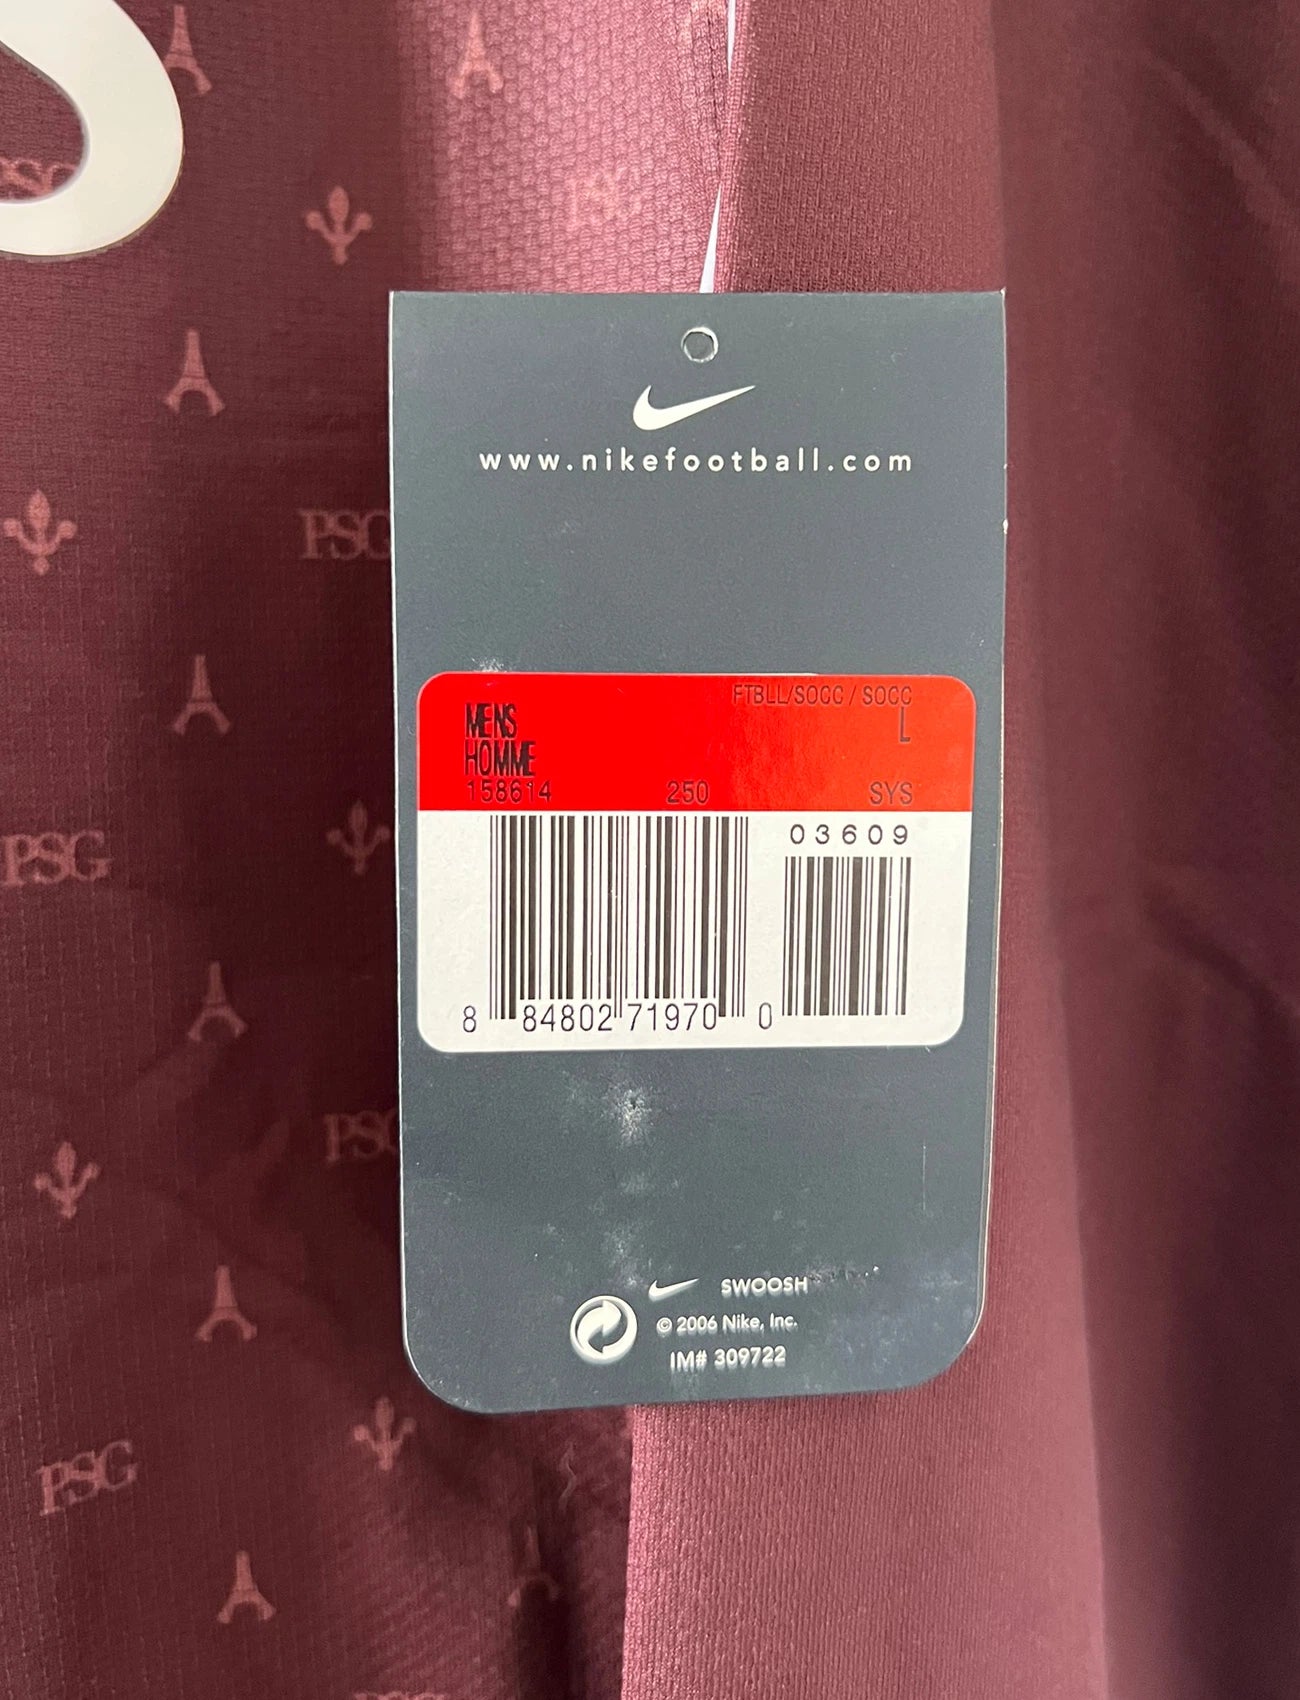 PSG
PSG
www.nikefootball.com
PSG
FTBLL/SOCC / SOCC
MENS L
HOMME
158614 250 SYS
03609
PSG
8 84802 71970 0
PSG
SWOOSH
© 2006 Nike, Inc.
IM# 309722
PSG